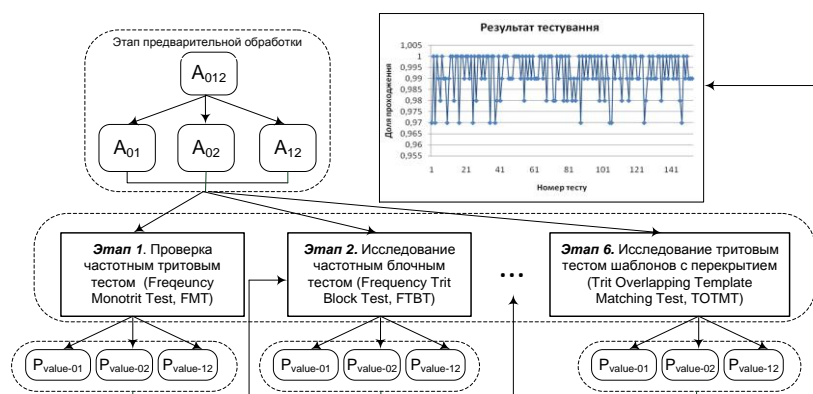 Этап предварительной обработки
A012
A01
A02
A12
Результат тестування
Доля проходження
1,005
1
0,995
0,99
0,985
0,98
0,975
0,97
0,965
0,96
0,955
1 21 41 61 81 101 121 141
Номер тесту
Этап 1. Проверка
частотным тритовым
тестом (Freqeuncy
Monotrit Test, FMT)
Этап 2. Исследование
частотным блочным
тестом (Frequency Trit
Block Test, FTBT)
...
Этап 6. Исследование тритовым
тестом шаблонов с перекрытием
(Trit Overlapping Template
Matching Test, TOTMT)
Pvalue-01 Pvalue-02 Pvalue-12
Pvalue-01 Pvalue-02 Pvalue-12
Pvalue-01 Pvalue-02 Pvalue-12